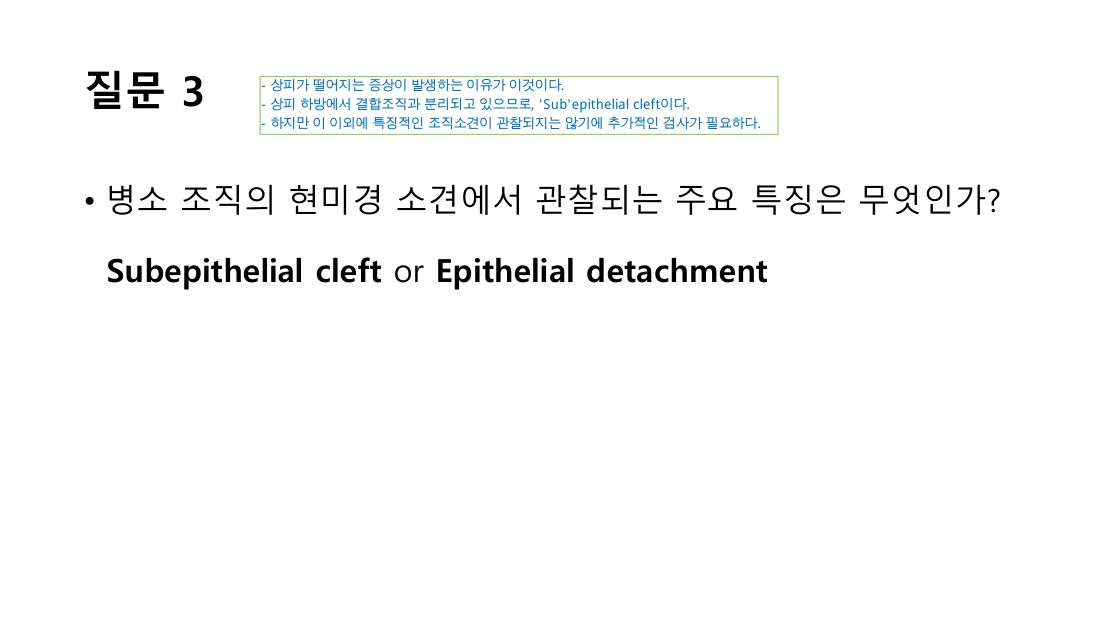 질문 3
- 상피가 떨어지는 증상이 발생하는 이유가 이것이다.
- 상피 하방에서 결합조직과 분리되고 있으므로, 'Sub'epithelial cleft이다.
- 하지만 이 이외에 특징적인 조직소견이 관찰되지는 않기에 추가적인 검사가 필요하다.
• 병소 조직의 현미경 소견에서 관찰되는 주요 특징은 무엇인가?
Subepithelial cleft or Epithelial detachment